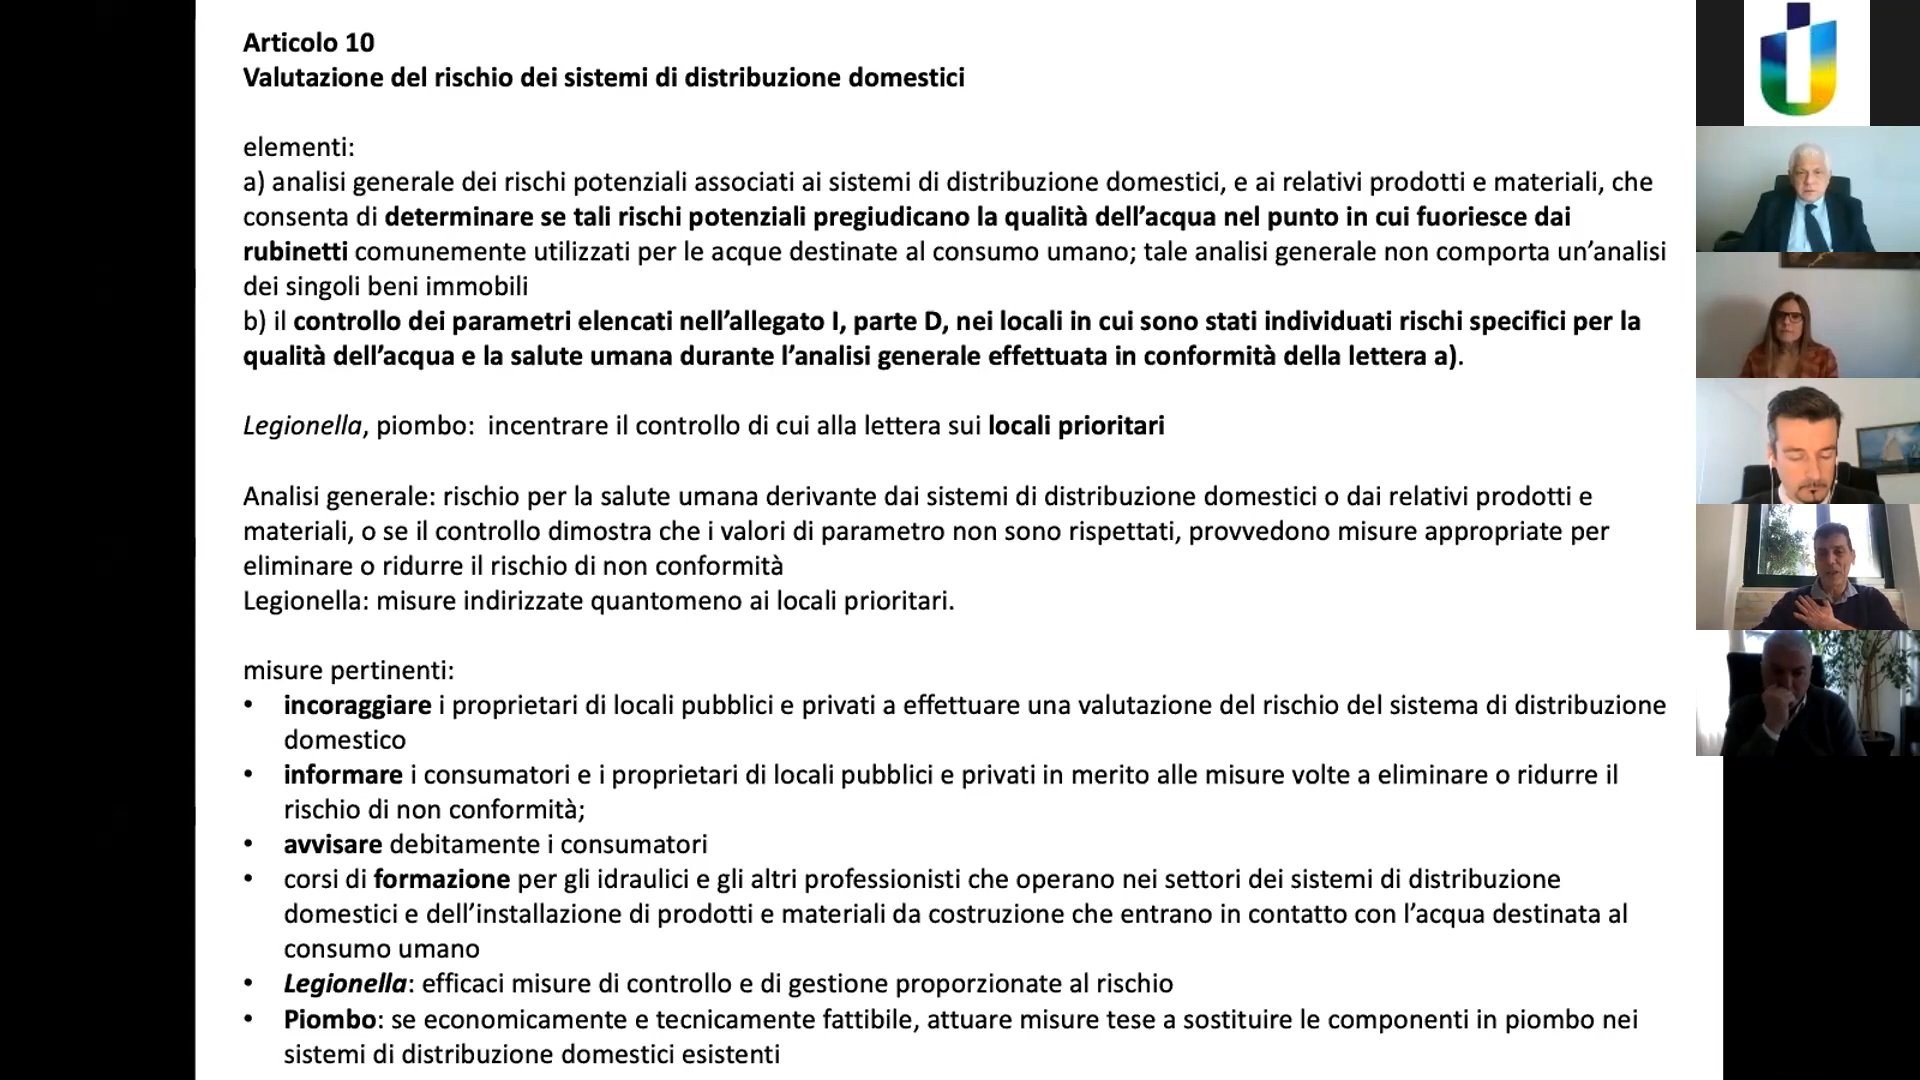 Articolo 10
Valutazione del rischio dei sistemi di distribuzione domestici
elementi:
a) analisi generale dei rischi potenziali associati ai sistemi di distribuzione domestici, e ai relativi prodotti e materiali, che
consenta di determinare se tali rischi potenziali pregiudicano la qualità dell’acqua nel punto in cui fuoriesce dai
rubinetti comunemente utilizzati per le acque destinate al consumo umano; tale analisi generale non comporta un’analisi
dei singoli beni immobili
b) il controllo dei parametri elencati nell’allegato I, parte D, nei locali in cui sono stati individuati rischi specifici per la
qualità dell’acqua e la salute umana durante l’analisi generale effettuata in conformità della lettera a).
Legionella, piombo: incentrare il controllo di cui alla lettera sui locali prioritari
Analisi generale: rischio per la salute umana derivante dai sistemi di distribuzione domestici o dai relativi prodotti e
materiali, o se il controllo dimostra che i valori di parametro non sono rispettati, provvedono misure appropriate per
eliminare o ridurre il rischio di non conformità
Legionella: misure indirizzate quantomeno ai locali prioritari.
misure pertinenti:
• incoraggiare i proprietari di locali pubblici e privati a effettuare una valutazione del rischio del sistema di distribuzione
domestico
• informare i consumatori e i proprietari di locali pubblici e privati in merito alle misure volte a eliminare o ridurre il
rischio di non conformità;
• avvisare debitamente i consumatori
• corsi di formazione per gli idraulici e gli altri professionisti che operano nei settori dei sistemi di distribuzione
domestici e dell’installazione di prodotti e materiali da costruzione che entrano in contatto con l’acqua destinata al
consumo umano
• Legionella: efficaci misure di controllo e di gestione proporzionate al rischio
• Piombo: se economicamente e tecnicamente fattibile, attuare misure tese a sostituire le componenti in piombo nei
sistemi di distribuzione domestici esistenti